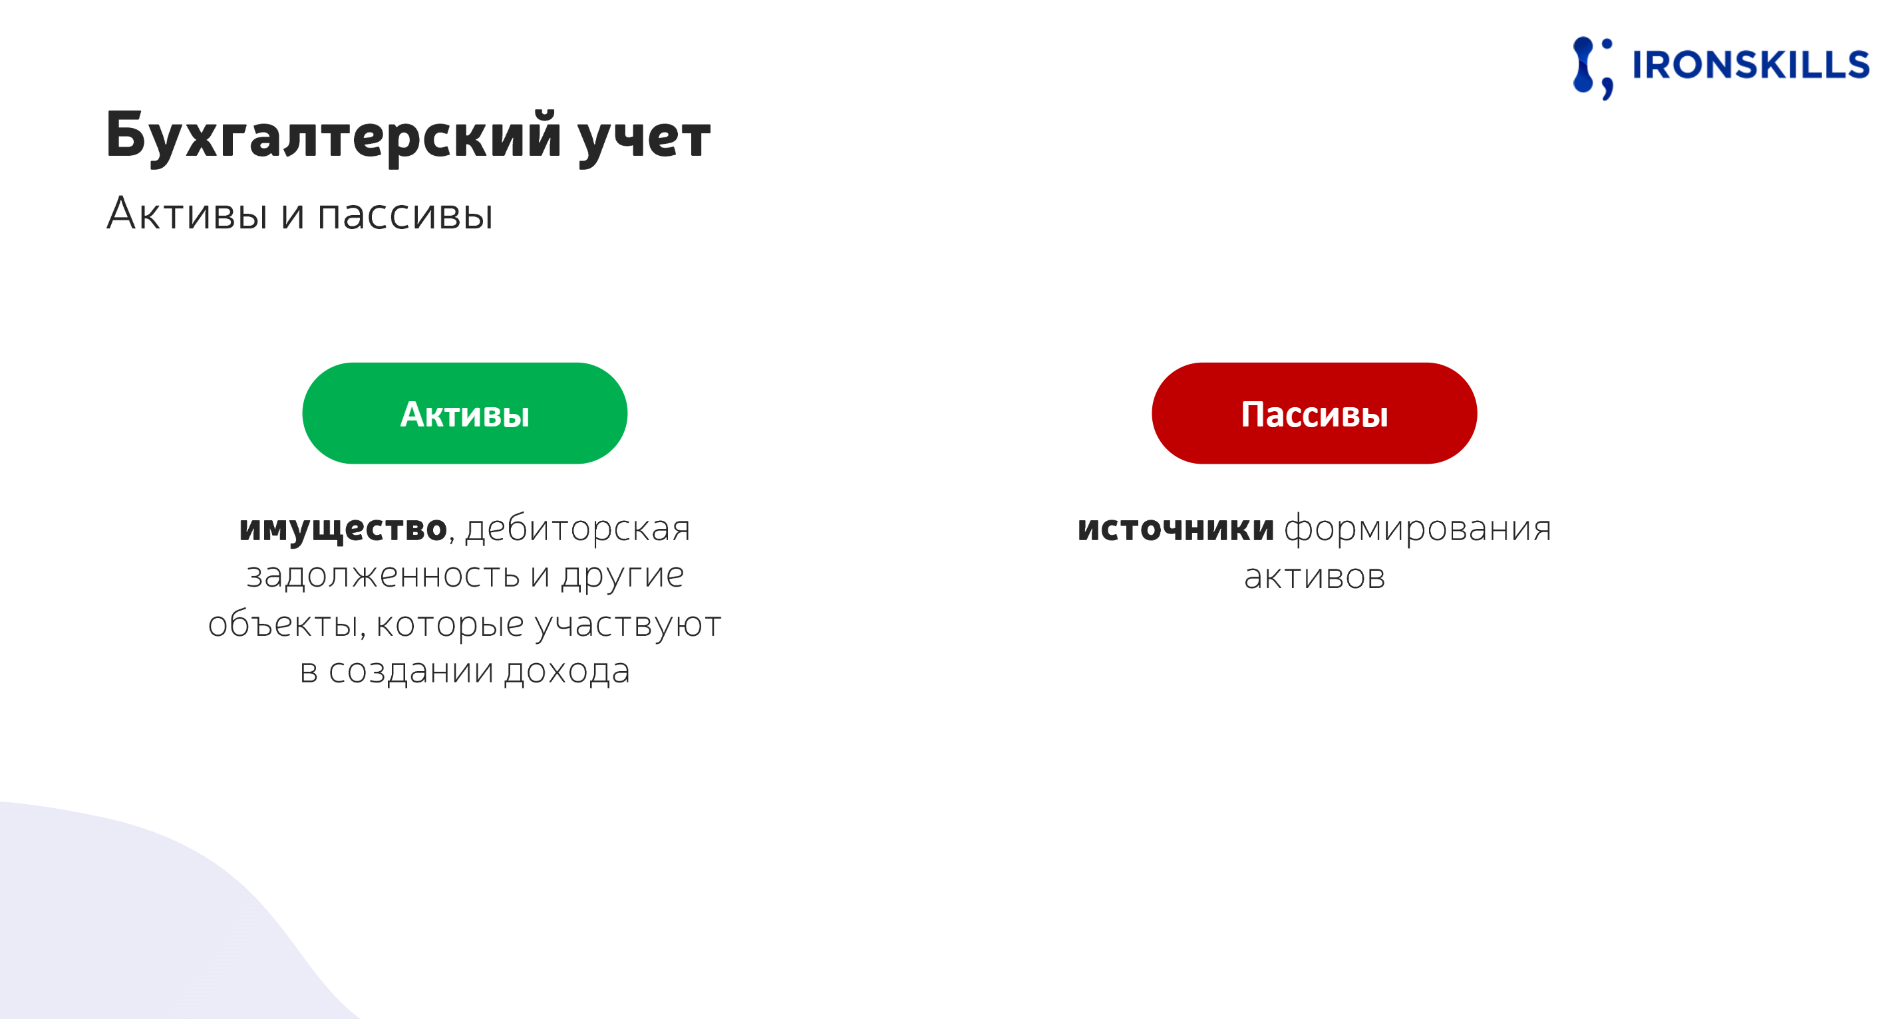 IRONSKILLS
Бухгалтерский учет
Активы и пассивы
Активы
имущество, дебиторская
задолженность и другие
объекты, которые участвуют
в создании дохода
Пассивы
источники формирования
активов